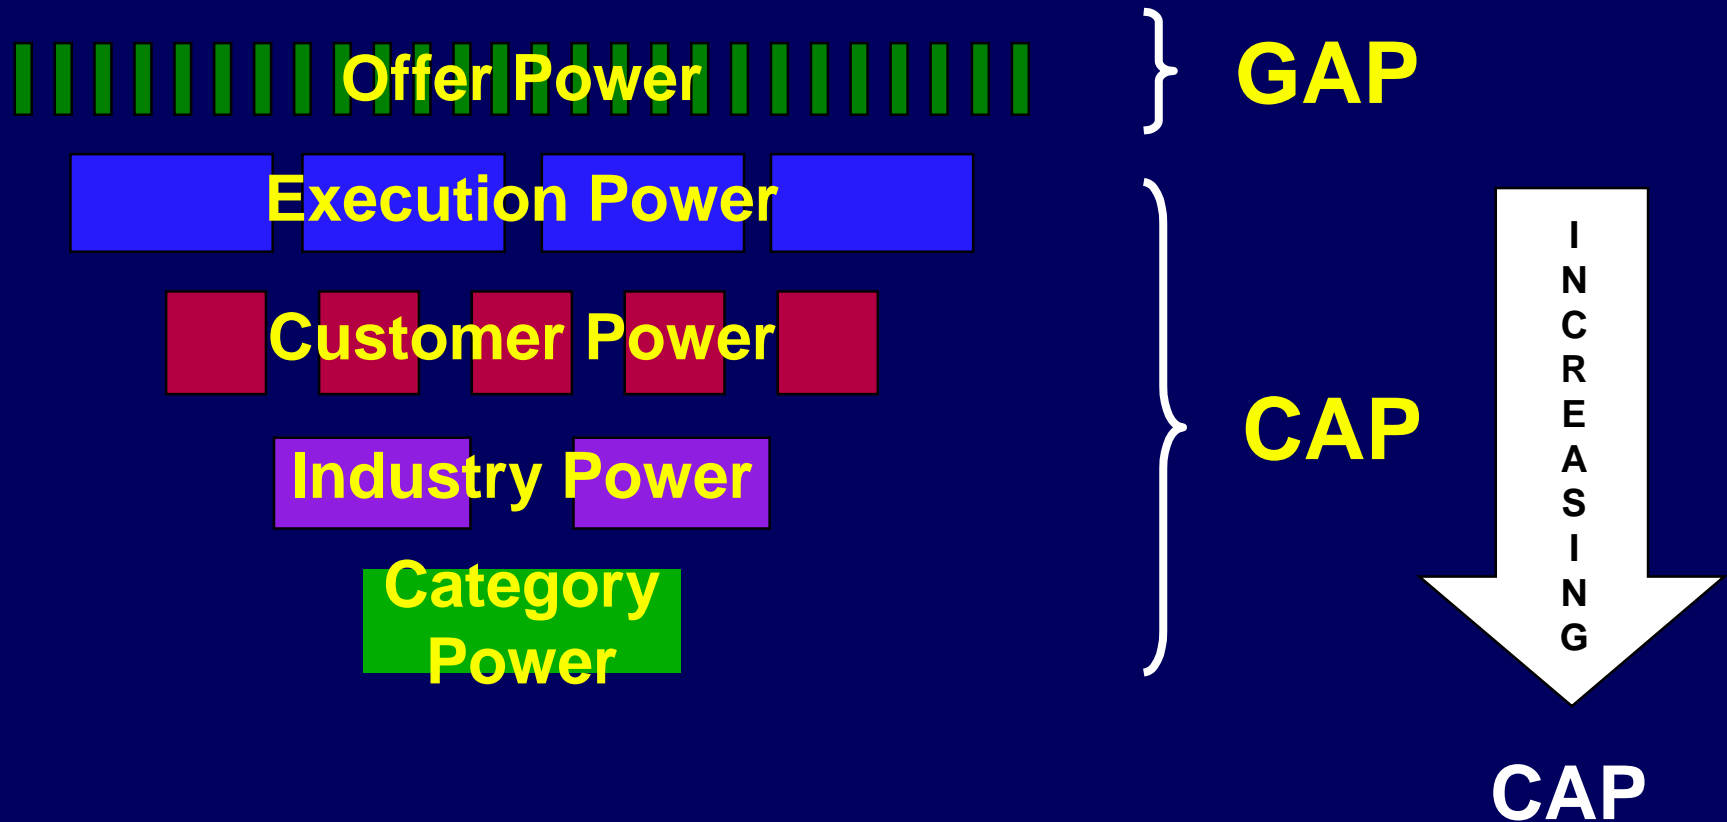 Offer Power
GAP
Execution Power
Customer Power
CAP
Industry Power
Category
Power
I
N
C
R
E
A
S
I
N
G
CAP